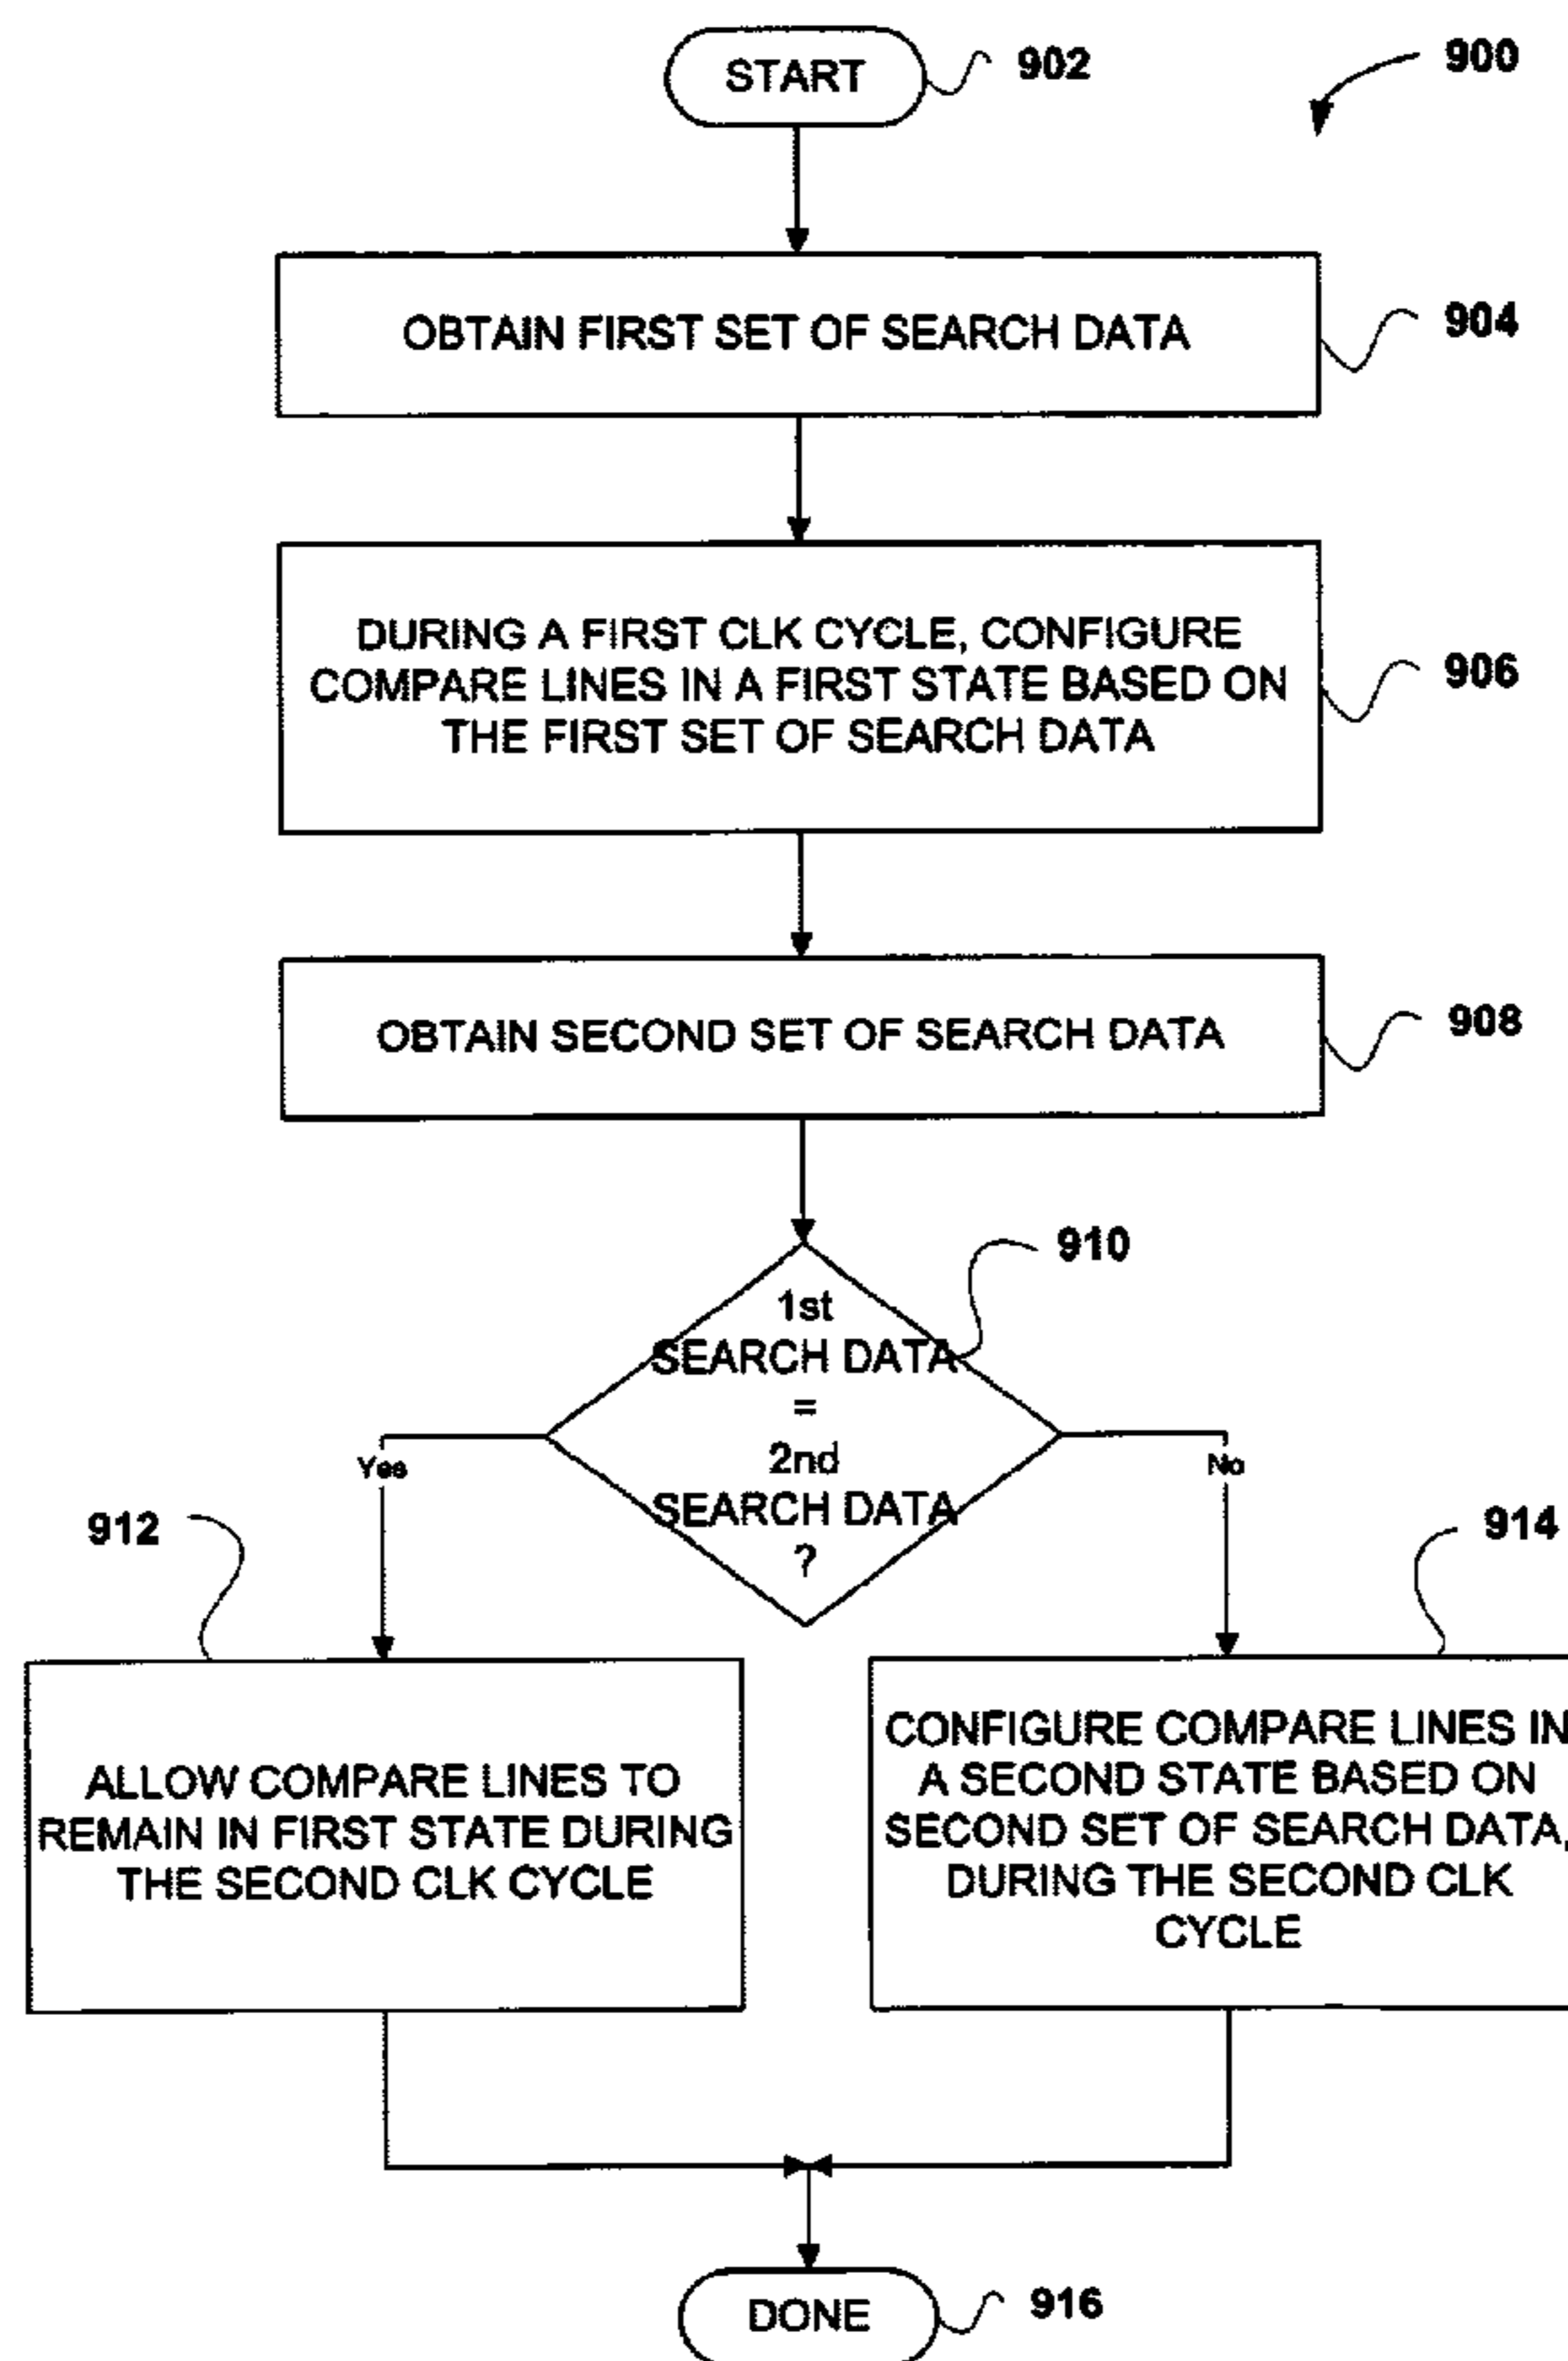 START
902
900
OBTAIN FIRST SET OF SEARCH DATA
904
DURING A FIRST CLK CYCLE, CONFIGURE
COMPARE LINES IN A FIRST STATE BASED ON
THE FIRST SET OF SEARCH DATA
906
OBTAIN SECOND SET OF SEARCH DATA
908
910
1st
SEARCH DATA
=
2nd
SEARCH DATA
?
Yes
No
912
914
ALLOW COMPARE LINES TO
REMAIN IN FIRST STATE DURING
THE SECOND CLK CYCLE
CONFIGURE COMPARE LINES IN
A SECOND STATE BASED ON
SECOND SET OF SEARCH DATA,
DURING THE SECOND CLK
CYCLE
DONE
916